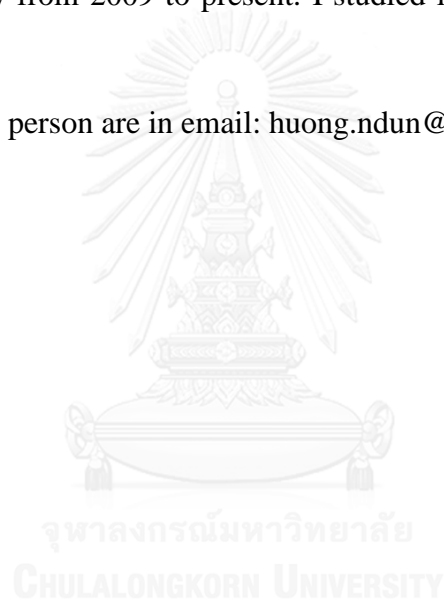 from 2009 to present. I studied
person are in email: huong.ndun@
จุฬาลงกรณ์มหาวิทยาลัย
CHULALONGKORN UNIVERSITY